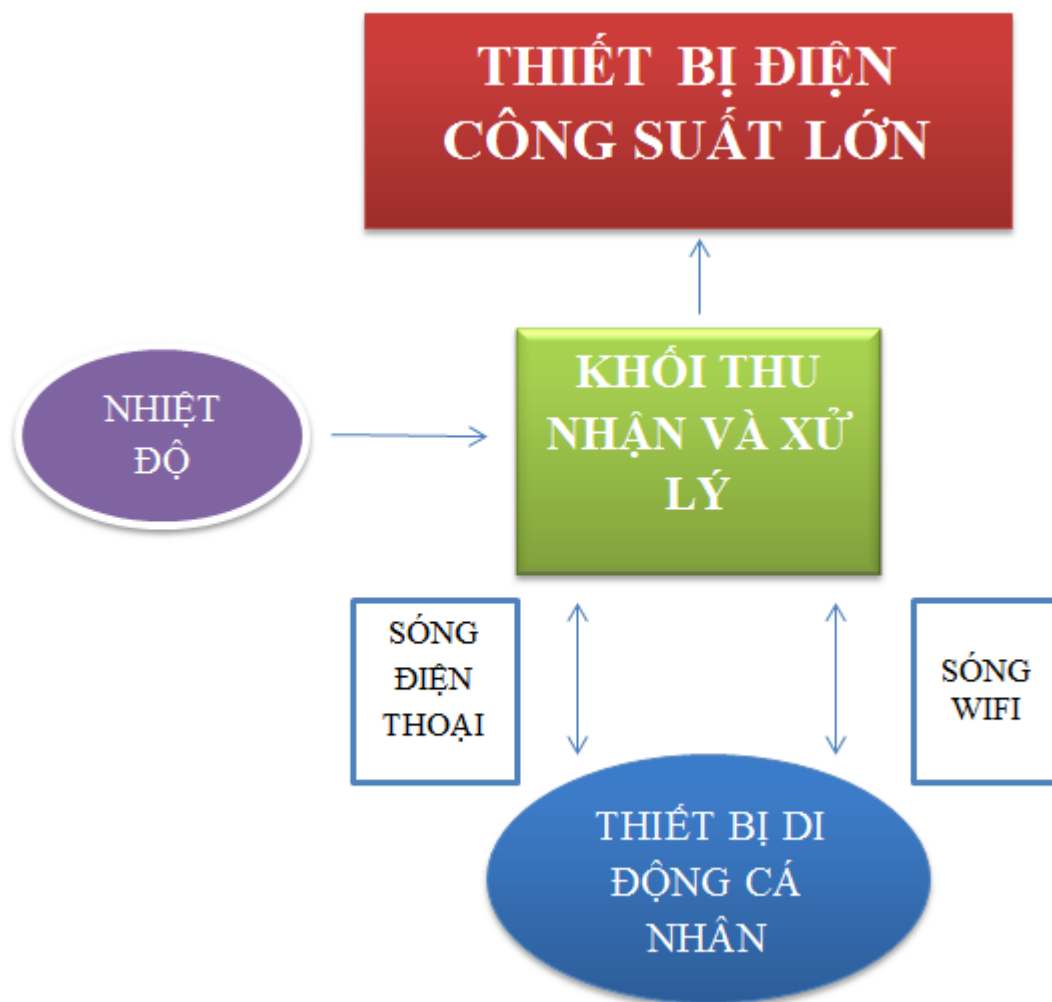 THIẾT BỊ ĐIỆN
CÔNG SUẤT LỚN
NHIỆT
ĐỘ
KHỐI THU
NHẬN VÀ XỬ
LÝ
SÓNG
ĐIỆN
THOẠI
SÓNG
WIFI
THIẾT BỊ DI
ĐỘNG CÁ
NHÂN